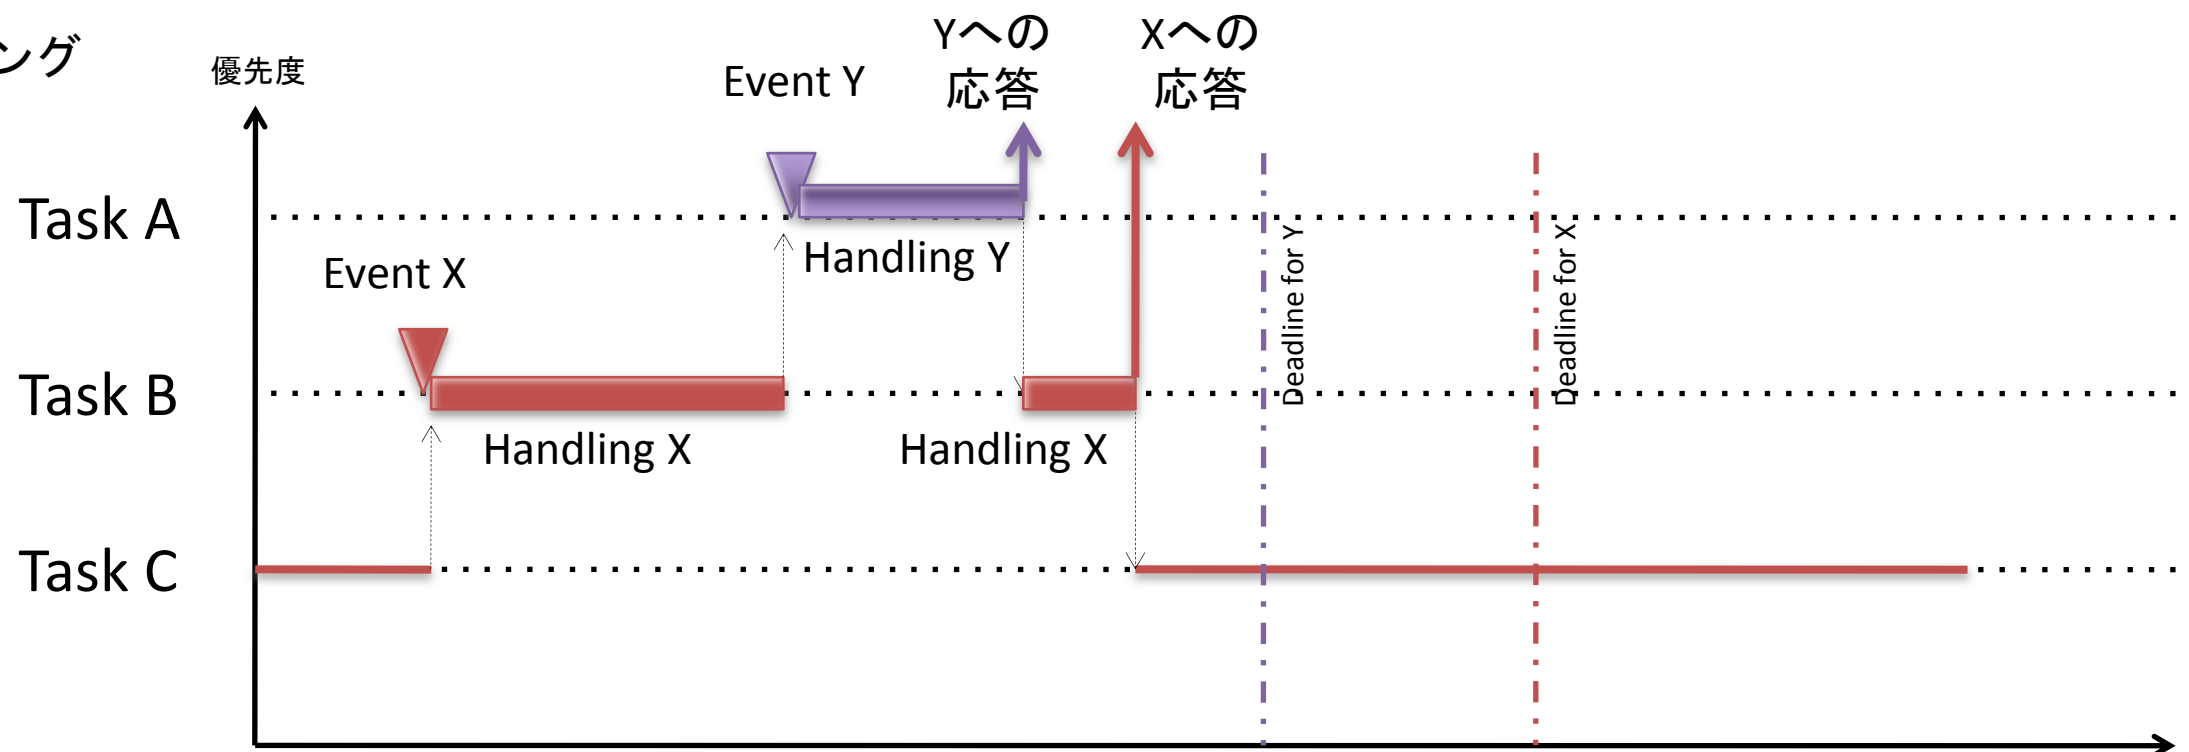 ング
優先度
Event Y
Yへの
応答
Xへの
応答
Task A
Handling Y
Event X
Deadline for Y
Deadline for X
Task B
Handling X
Handling X
Task C